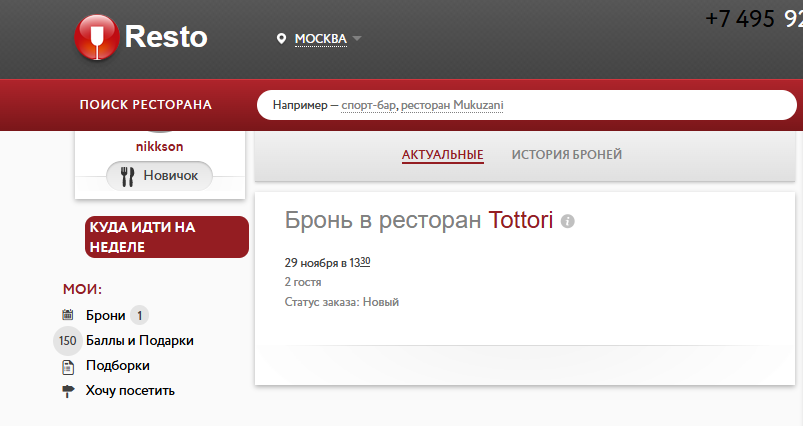 Resto
МОСКВА
+7 495 92
ПОИСК РЕСТОРАНА
Например — спорт-бар, ресторан Mukuzani
nikkson
Новичок
АКТУАЛЬНЫЕ
ИСТОРИЯ БРОНЕЙ
КУДА ИДТИ НА
НЕДЕЛЕ
МОИ:
Брони 1
150 Баллы и Подарки
Подборки
Хочу посетить
Бронь в ресторан Tottori i
29 ноября в 13 30
2 гостя
Статус заказа: Новый